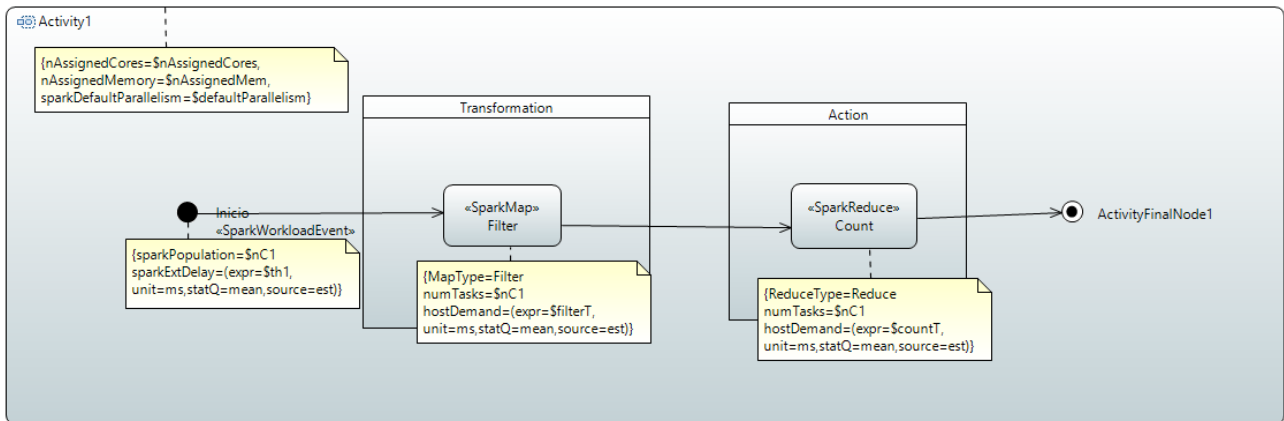 Activity1
{nAssignedCores=$nAssignedCores,
nAssignedMemory=$nAssignedMem,
sparkDefaultParallelism=$defaultParallelism}
Transformation
Action
Inicio
«SparkWorkloadEvent»
{sparkPopulation=$nC1
sparkExtDelay=(expr=$th1,
unit=ms,statQ=mean,source=est)}
«SparkMap»
Filter
{MapType=Filter
numTasks=$nC1
hostDemand=(expr=$filterT,
unit=ms,statQ=mean,source=est)}
«SparkReduce»
Count
{ReduceType=Reduce
numTasks=$nC1
hostDemand=(expr=$countT,
unit=ms,statQ=mean,source=est)}
ActivityFinalNode1